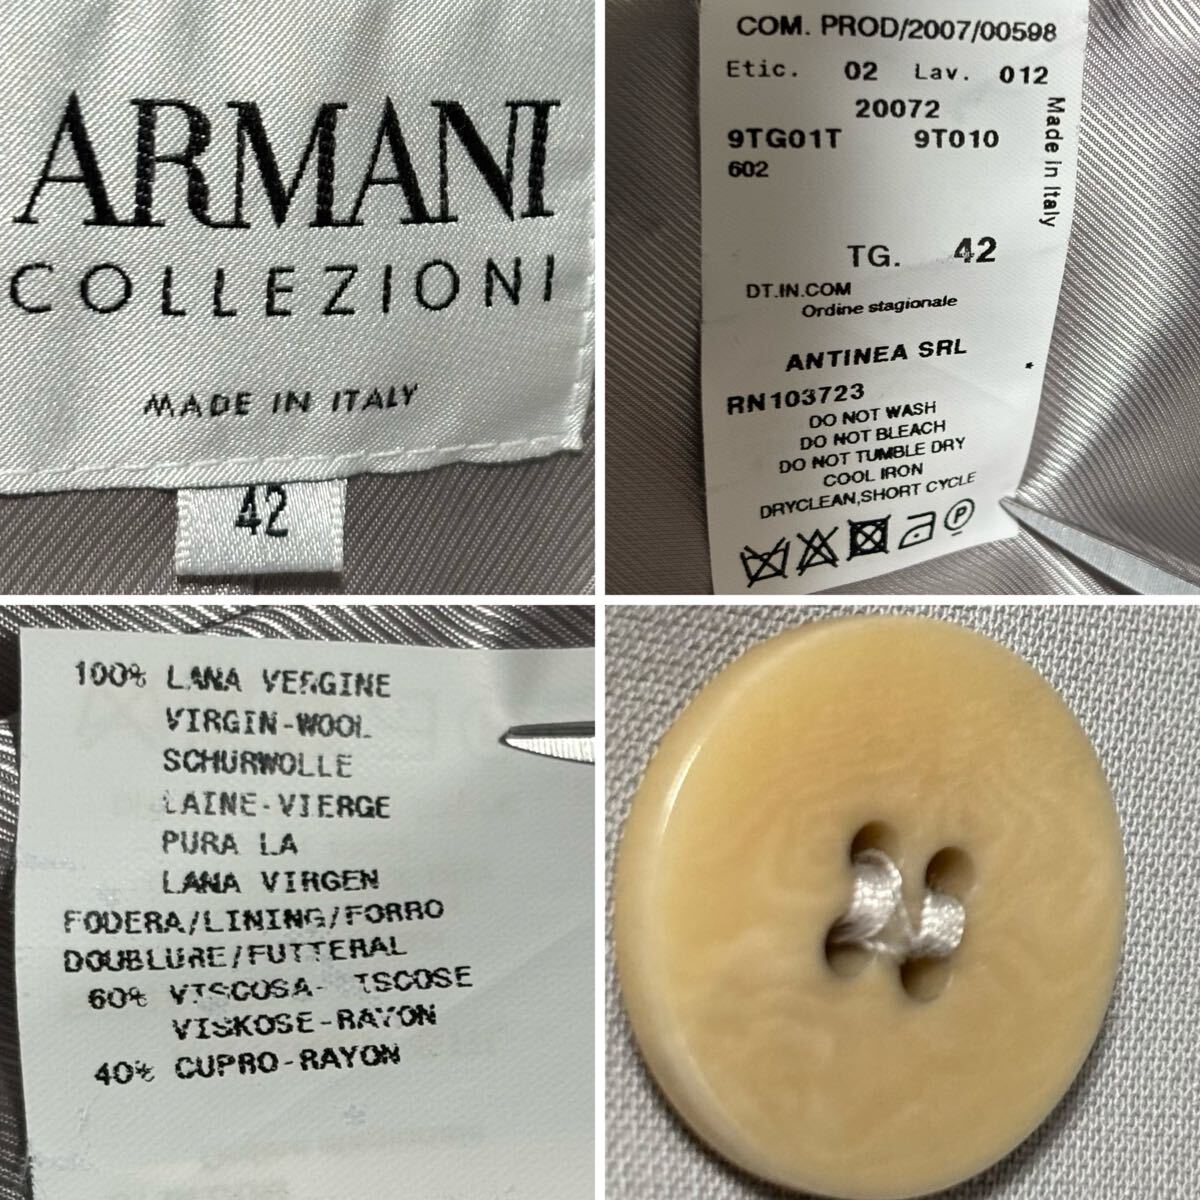 ARMANI
COLLEZIONI
MADE IN ITALY
42
COM. PROD/2007/00598
Etic. 02 Lav. 012
20072
9TG01T 9T010
602
Made in Italy
TG. 42
DT.IN.COM
Ordine stagionale
ANTINEA SRL
RN103723
DO NOT WASH
DO NOT BLEACH
DO NOT TUMBLE DRY
COOL IRON
DRYCLEAN,SHORT CYCLE
P
100% LANA VERGINE
VIRGIN-WOOL
SCHURWOLLE
LAINE-VIERGE
PURA LA
LANA VIRGEN
FODERA/LINING/FORRO
DOUBLURE/FUTTERAL
60% VISCOSA- ISCOSE
VISKOSE-RAYON
40% CUPRO-RAYON